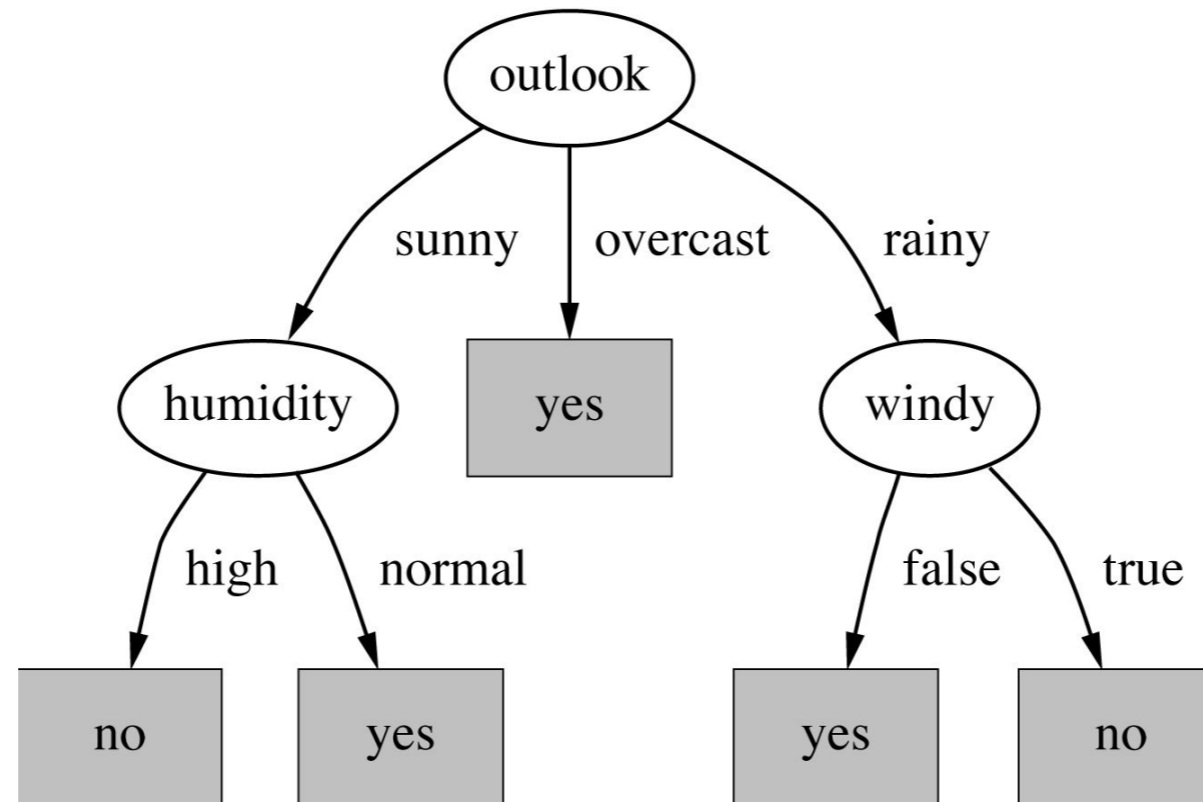 outlook
sunny overcast rainy
humidity yes windy
high normal false true
no yes yes no